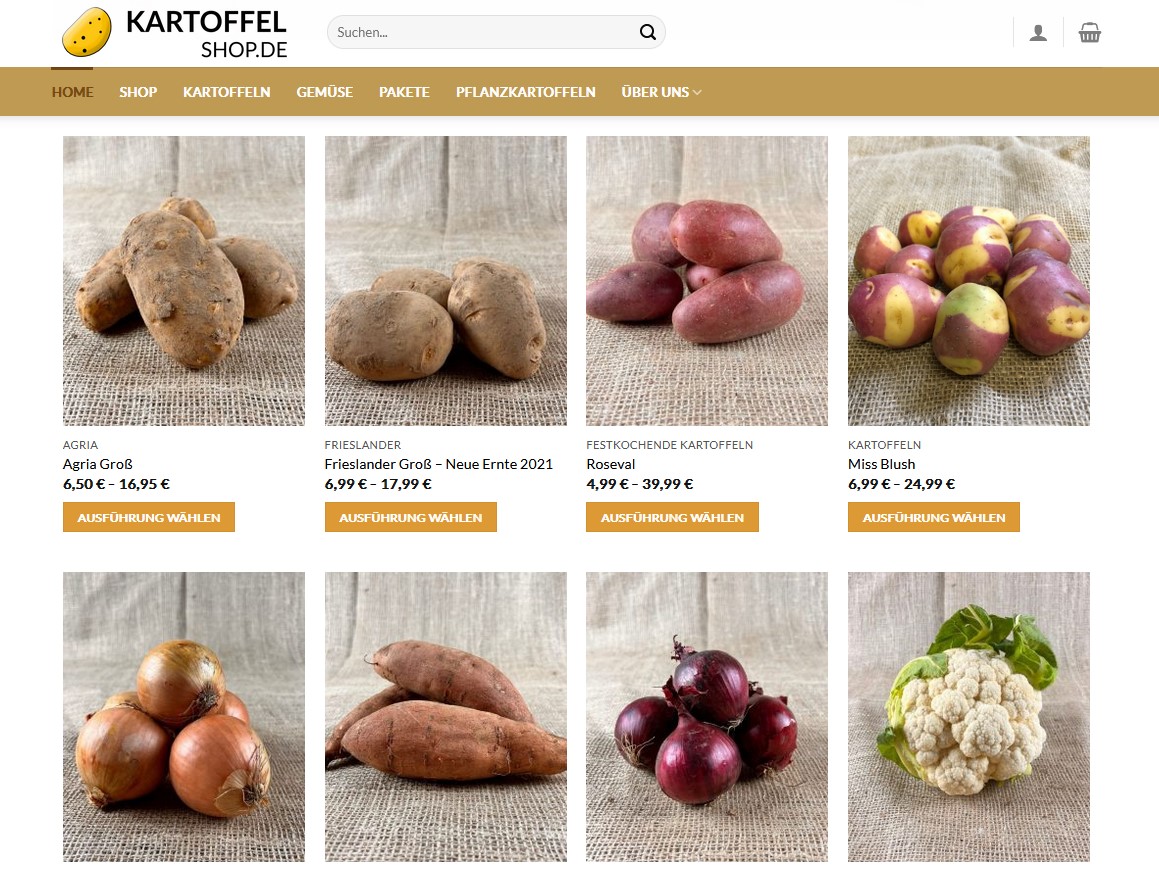 KARTOFFEL
SHOP.DE
Suchen...
HOME SHOP KARTOFFELN GEMÜSE PAKETE PFLANZKARTOFFELN ÜBER UNS
AGRIA
Agria Groß
6,50 € – 16,95 €
AUSFÜHRUNG WÄHLEN
FRIESLANDER
Frieslander Groß – Neue Ernte 2021
6,99 € – 17,99 €
AUSFÜHRUNG WÄHLEN
FESTKOCHENDE KARTOFFELN
Roseval
4,99 € – 39,99 €
AUSFÜHRUNG WÄHLEN
KARTOFFELN
Miss Blush
6,99 € – 24,99 €
AUSFÜHRUNG WÄHLEN